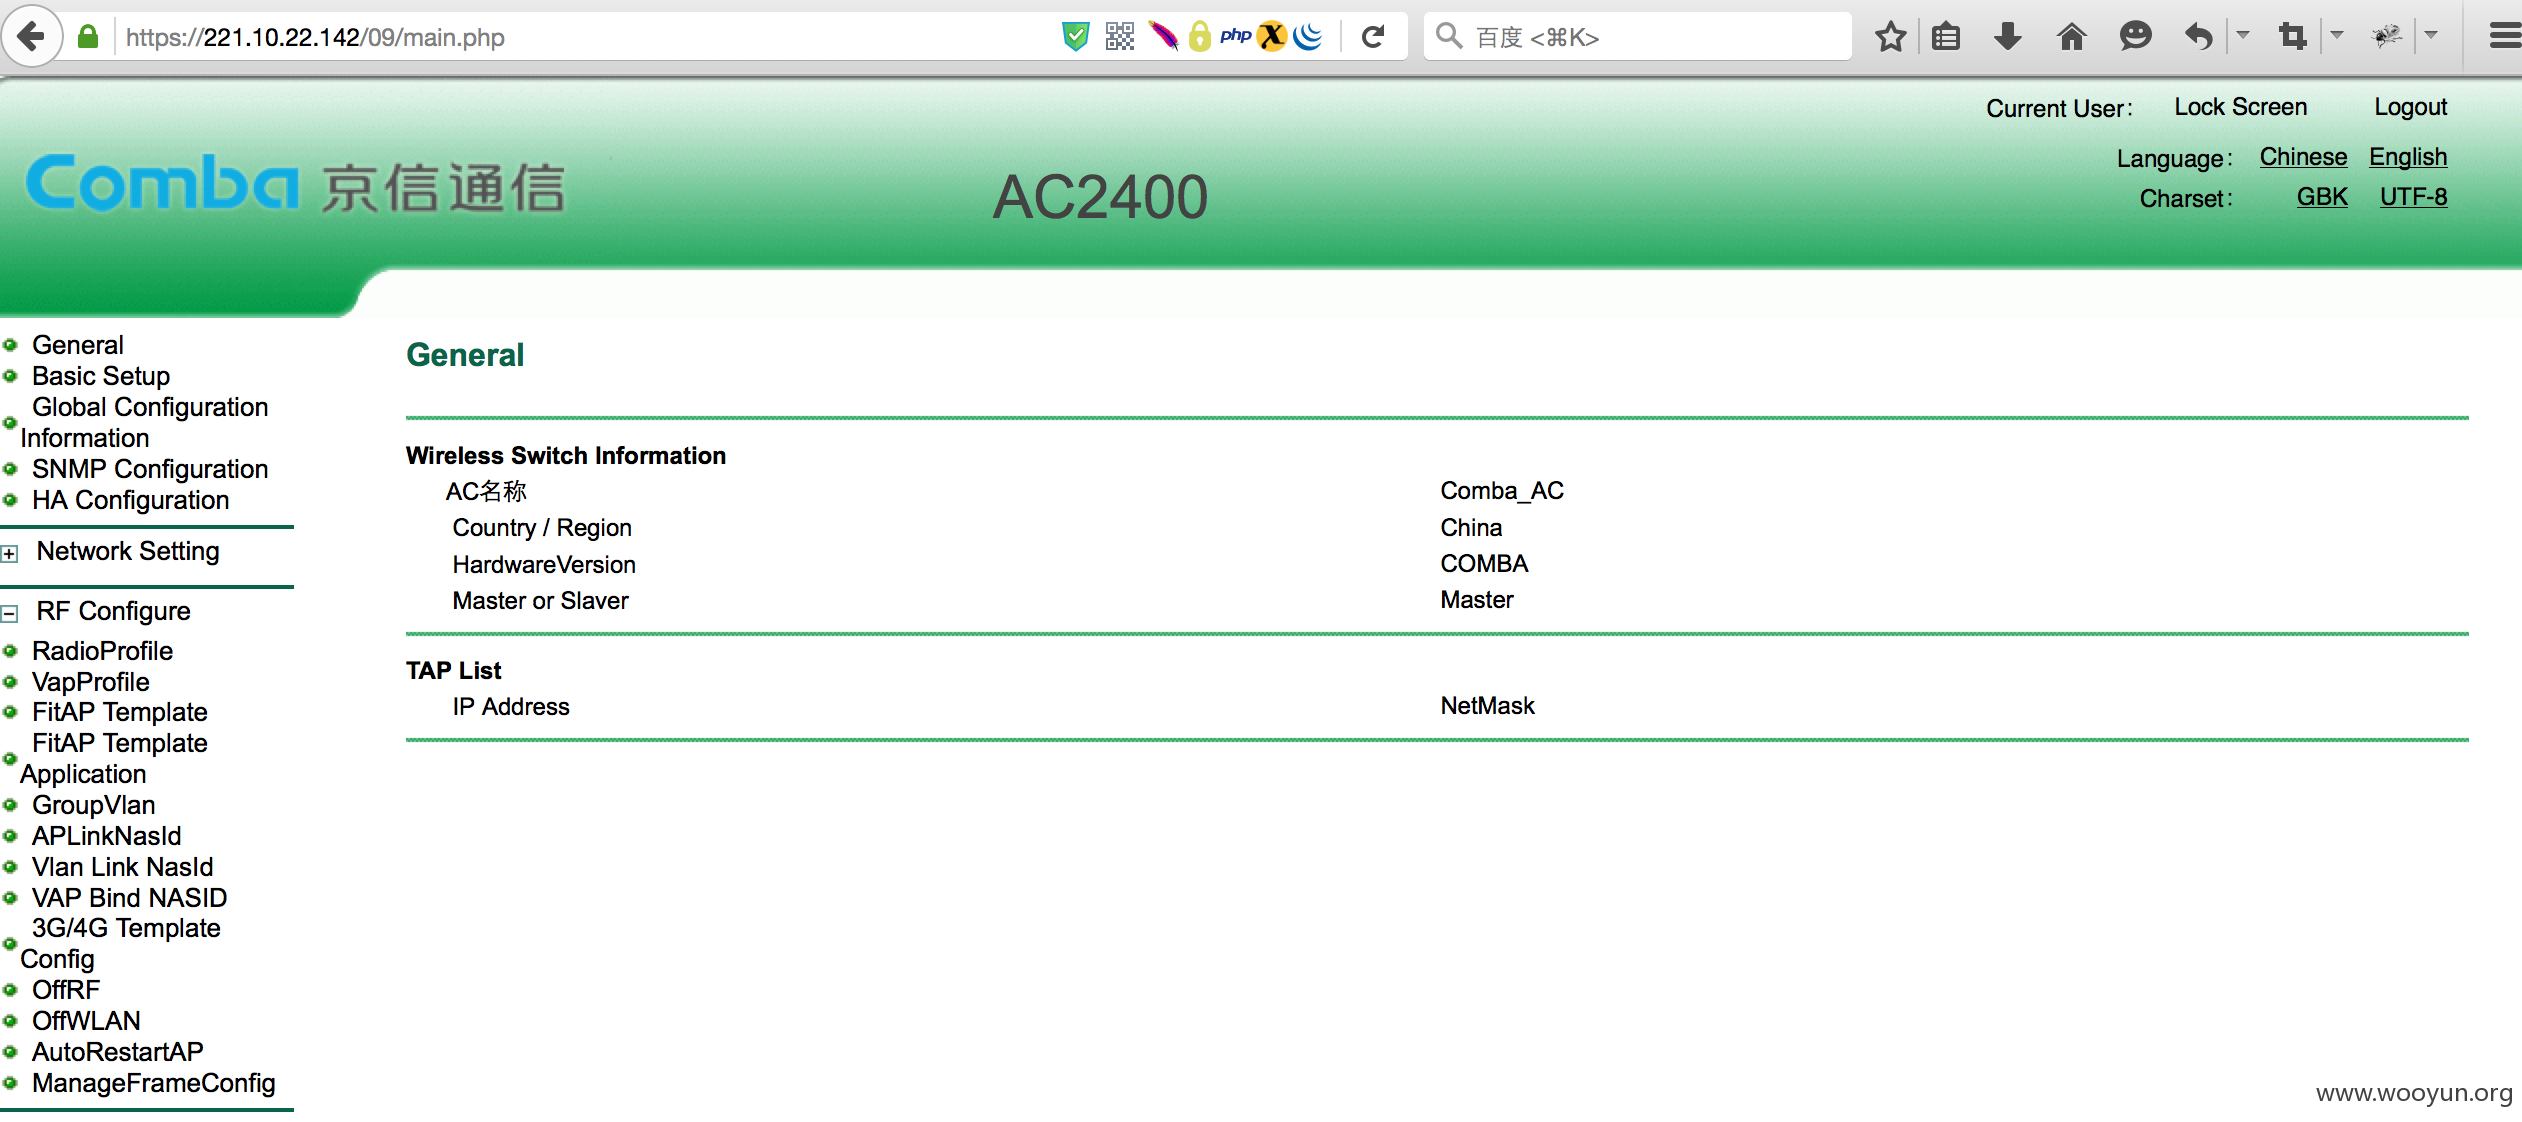 https://221.10.22.142/09/main.php
php
百度 <⌘K>
Current User:
Lock Screen
Logout
Language:
Chinese
English
Charset:
GBK
UTF-8
Comba 京信通信
AC2400
General
Basic Setup
Global Configuration
Information
SNMP Configuration
HA Configuration
Network Setting
RF Configure
RadioProfile
VapProfile
FitAP Template
FitAP Template
Application
GroupVlan
APLinkNasId
Vlan Link NasId
VAP Bind NASID
3G/4G Template
Config
OffRF
OffWLAN
AutoRestartAP
ManageFrameConfig
General
Wireless Switch Information
AC名称 Comba_AC
Country / Region China
HardwareVersion COMBA
Master or Slaver Master
TAP List
IP Address NetMask
www.wooyun.org